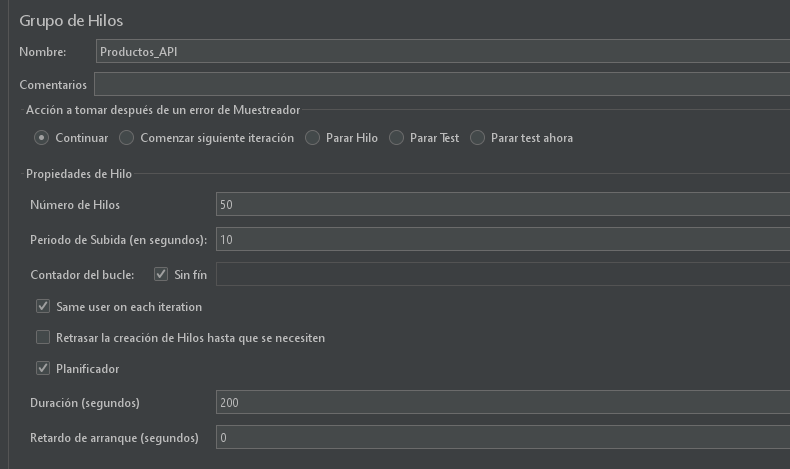 Grupo de Hilos
Nombre: Productos_API
Comentarios
Acción a tomar después de un error de Muestreador
Continuar Comenzar siguiente iteración Parar Hilo Parar Test Parar test ahora
Propiedades de Hilo
Número de Hilos 50
Periodo de Subida (en segundos): 10
Contador del bucle: Sin fín
Same user on each iteration
Retrasar la creación de Hilos hasta que se necesiten
Planificador
Duración (segundos) 200
Retardo de arranque (segundos) 0